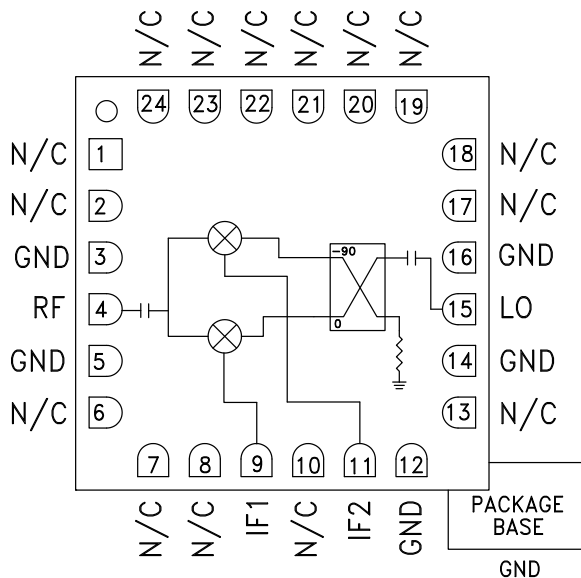 N/C N/C N/C N/C N/C N/C
24 23 22 21 20 19
N/C 1
18 N/C
N/C 2
17 N/C
GND 3
16 GND
RF 4
15 LO
GND 5
14 GND
N/C 6
13 N/C
-90
0
7 8 9 10 11 12
N/C N/C IF1 N/C IF2 GND
PACKAGE
BASE
GND